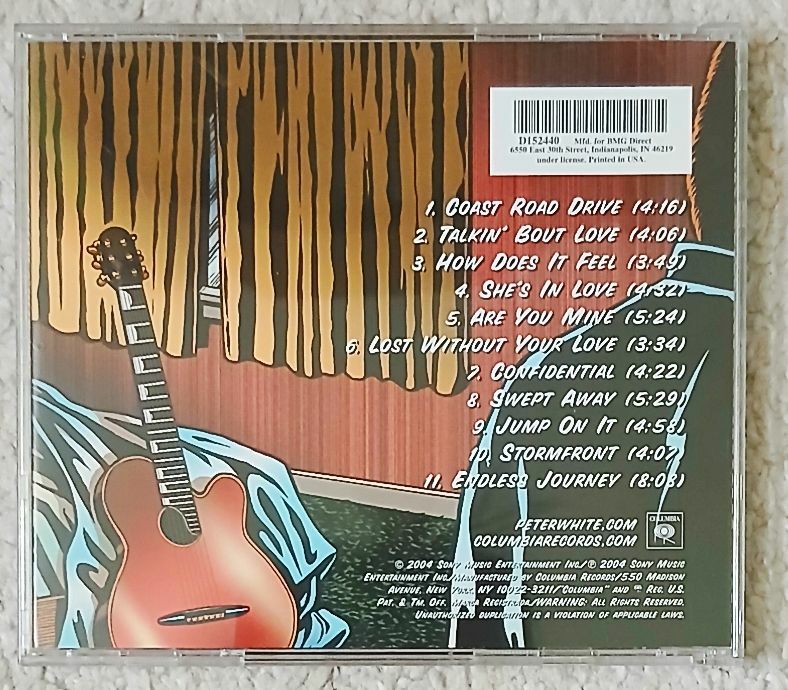 D152440 Mfd. for BMG Direct
6550 East 30th Street, Indianapolis, IN 46219
under license. Printed in USA.
1. COAST ROAD DRIVE (4:16)
2. TALKIN' BOUT LOVE (4:06)
3. HOW DOES IT FEEL (3:49)
4. SHE'S IN LOVE (4:32)
5. ARE YOU MINE (5:24)
6. LOST WITHOUT YOUR LOVE (3:34)
7. CONFIDENTIAL (4:22)
8. SWEPT AWAY (5:29)
9. JUMP ON IT (4:58)
10. STORMFRONT (4:07)
11. ENDLESS JOURNEY (8:03)
PETERWHITE.COM
COLUMBIARECORDS.COM
COLUMBIA
© 2004 SONY MUSIC ENTERTAINMENT INC./℗ 2004 SONY MUSIC
ENTERTAINMENT INC./MANUFACTURED BY COLUMBIA RECORDS/550 MADISON
AVENUE, NEW YORK, NY 10022-3211/"COLUMBIA" AND REG. U.S.
PAT. & TM. OFF. MARCA REGISTRADA/WARNING: ALL RIGHTS RESERVED.
UNAUTHORIZED DUPLICATION IS A VIOLATION OF APPLICABLE LAWS.